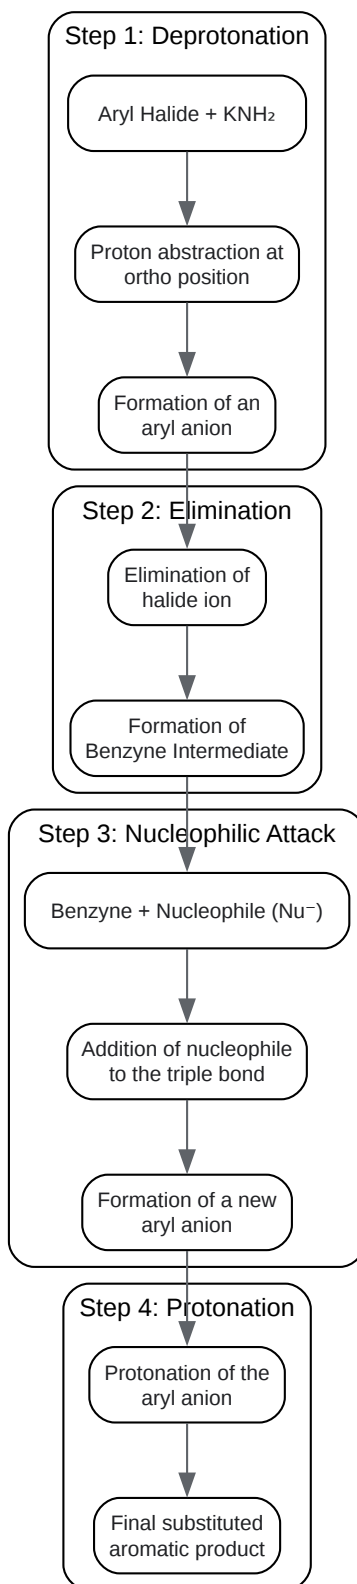 Step 1: Deprotonation
Aryl Halide + KNH₂
Proton abstraction at
ortho position
Formation of an
aryl anion
Step 2: Elimination
Elimination of
halide ion
Formation of
Benzyne Intermediate
Step 3: Nucleophilic Attack
Benzyne + Nucleophile (Nu⁻)
Addition of nucleophile
to the triple bond
Formation of a new
aryl anion
Step 4: Protonation
Protonation of the
aryl anion
Final substituted
aromatic product